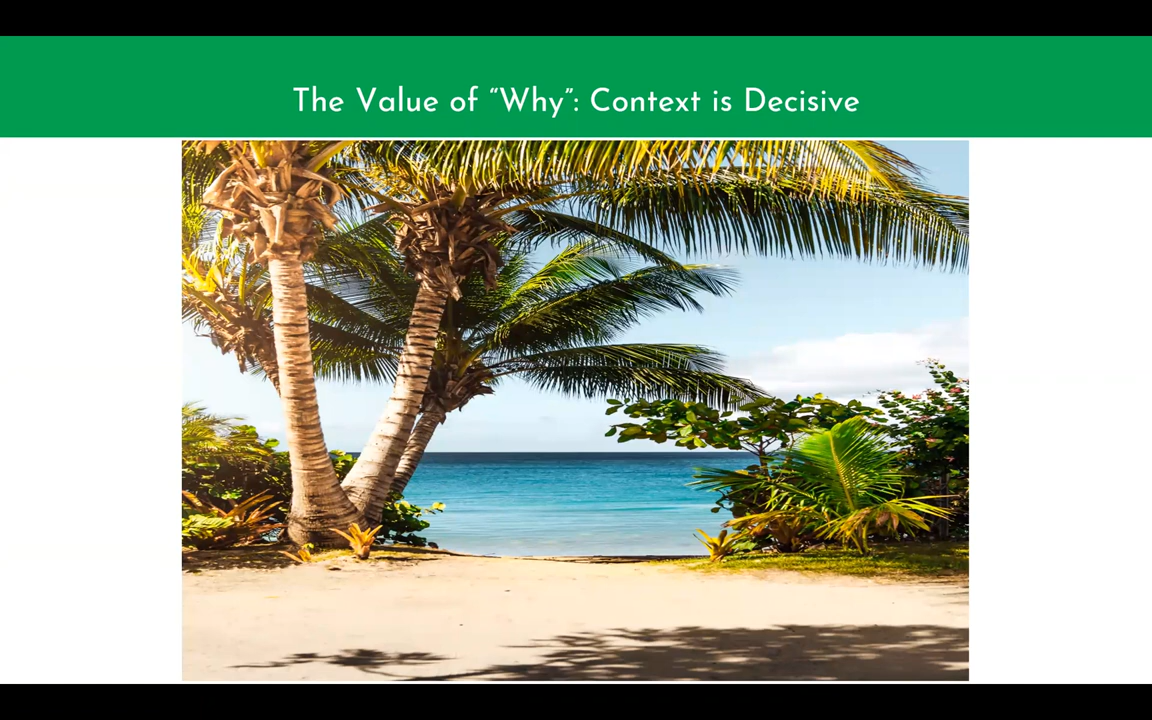 The Value of “Why”: Context is Decisive